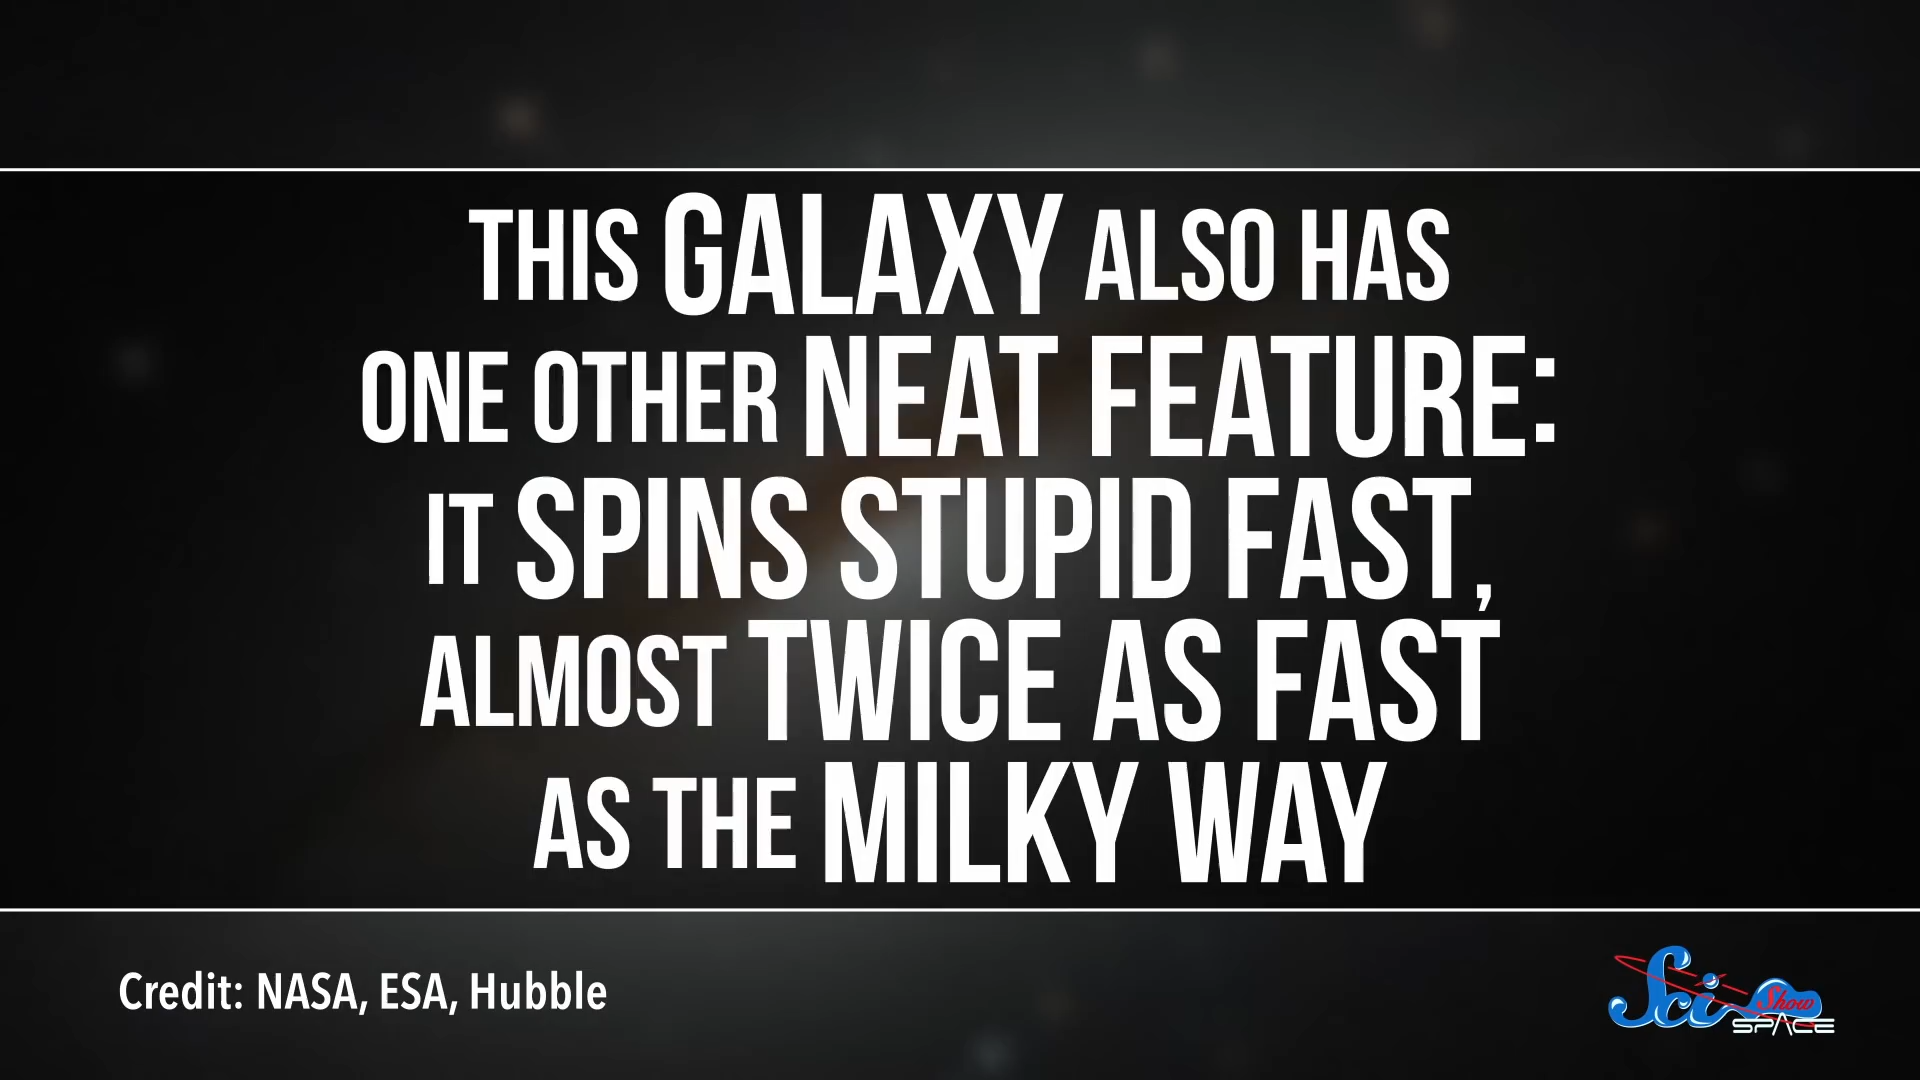 THIS GALAXY ALSO HAS
ONE OTHER NEAT FEATURE:
IT SPINS STUPID FAST,
ALMOST TWICE AS FAST
AS THE MILKY WAY
Credit: NASA, ESA, Hubble
Sci Show
SPACE